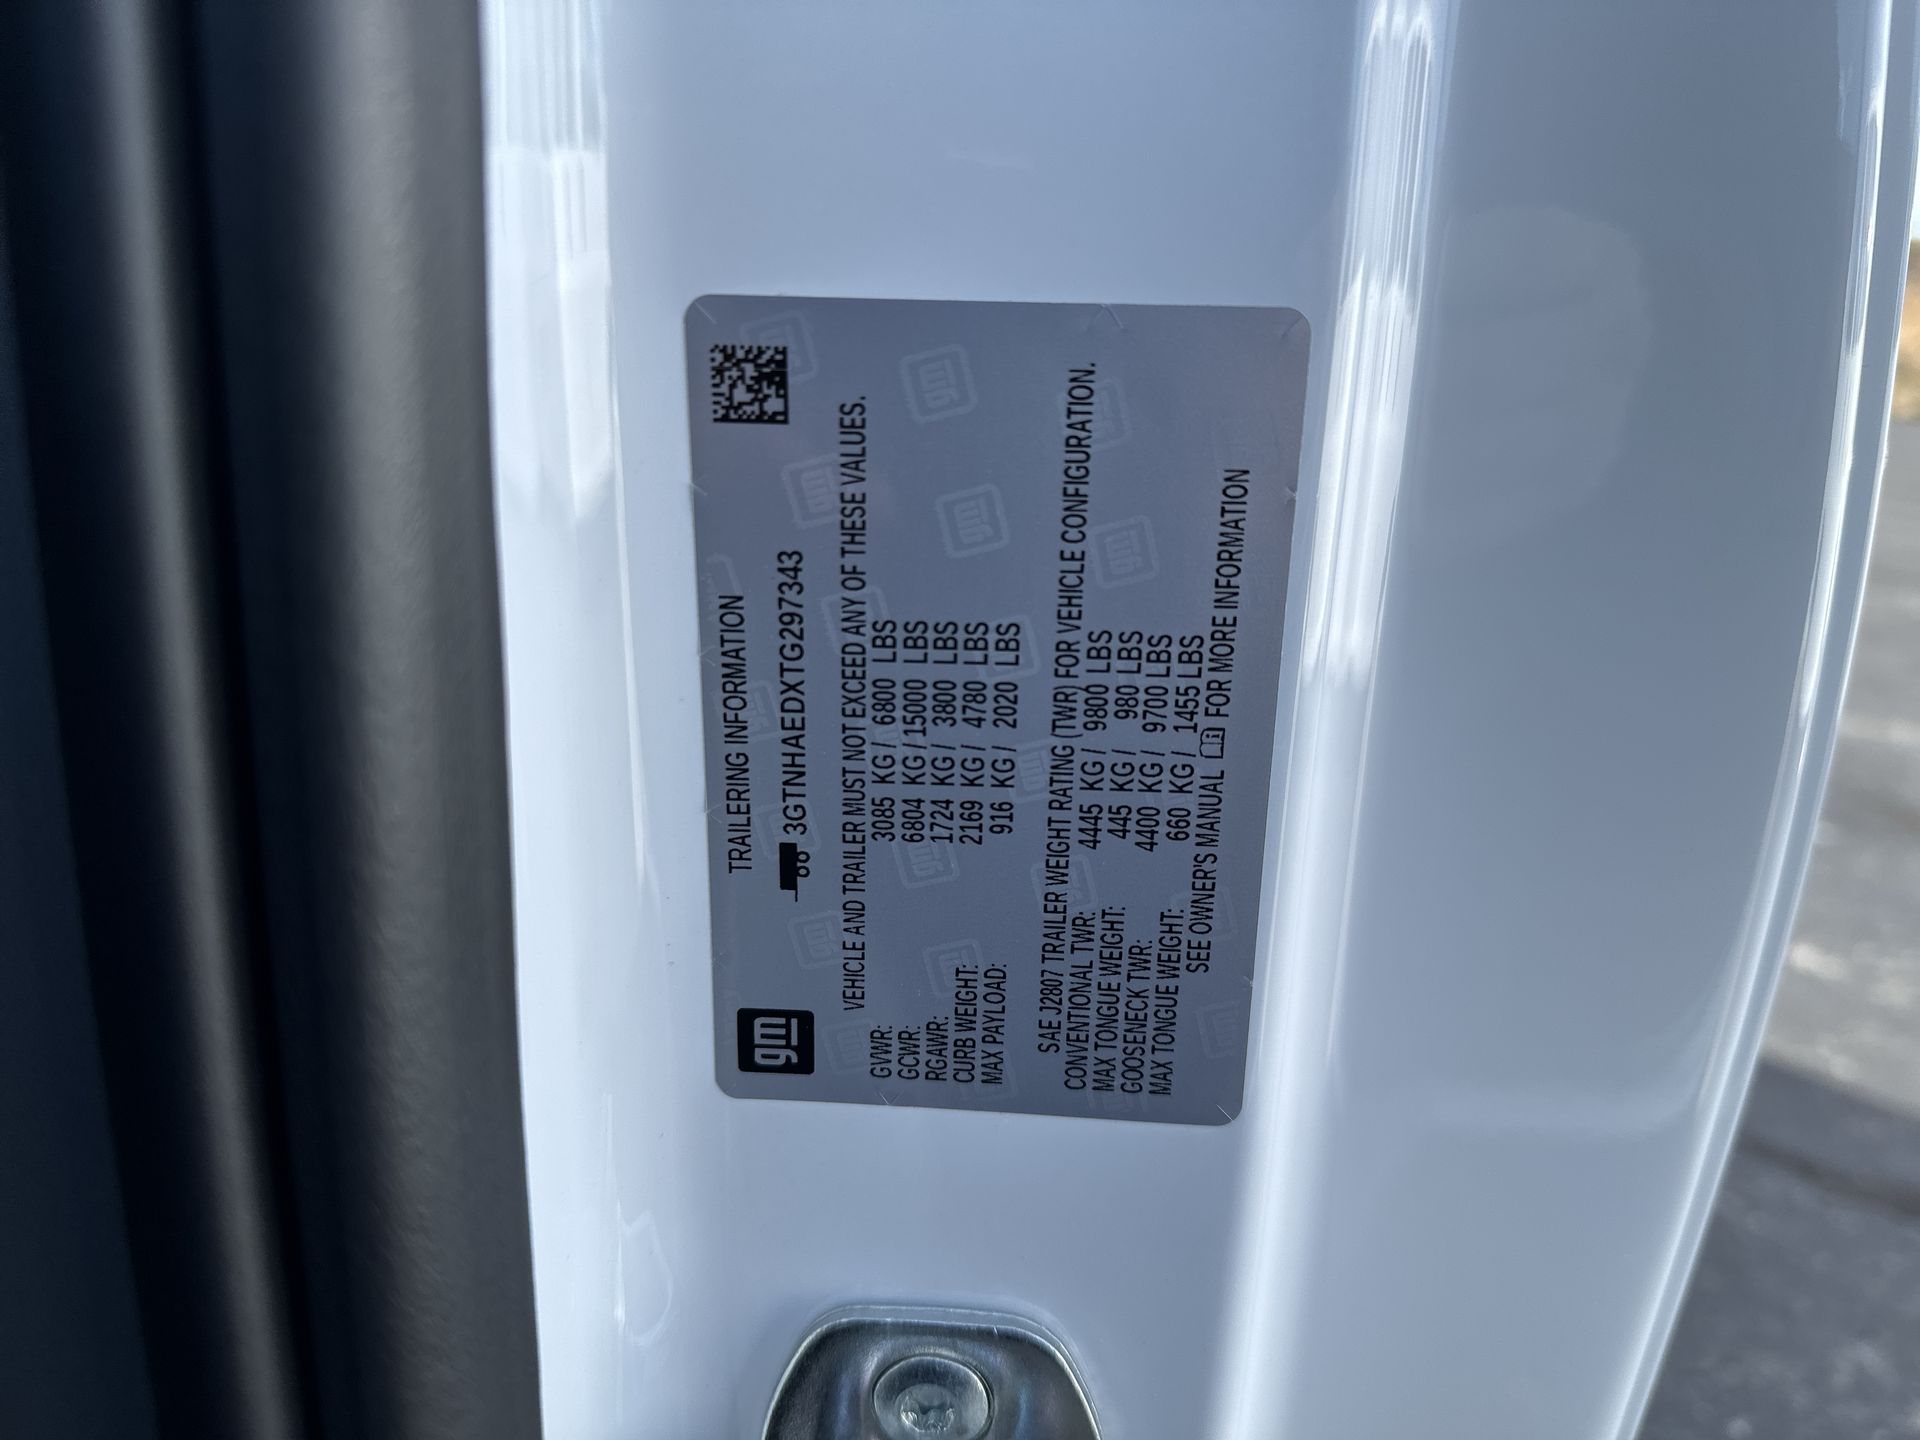 gm
TRAILERING INFORMATION
3GTNHAEDXTG297343
VEHICLE AND TRAILER MUST NOT EXCEED ANY OF THESE VALUES.
GVWR: 3085 KG / 6800 LBS
GCWR: 6804 KG / 15000 LBS
RGAWR: 1724 KG / 3800 LBS
CURB WEIGHT: 2169 KG / 4780 LBS
MAX PAYLOAD: 916 KG / 2020 LBS
SAE J2807 TRAILER WEIGHT RATING (TWR) FOR VEHICLE CONFIGURATION.
CONVENTIONAL TWR: 4445 KG / 9800 LBS
MAX TONGUE WEIGHT: 445 KG / 980 LBS
GOOSENECK TWR: 4400 KG / 9700 LBS
MAX TONGUE WEIGHT: 660 KG / 1455 LBS
SEE OWNER'S MANUAL FOR MORE INFORMATION